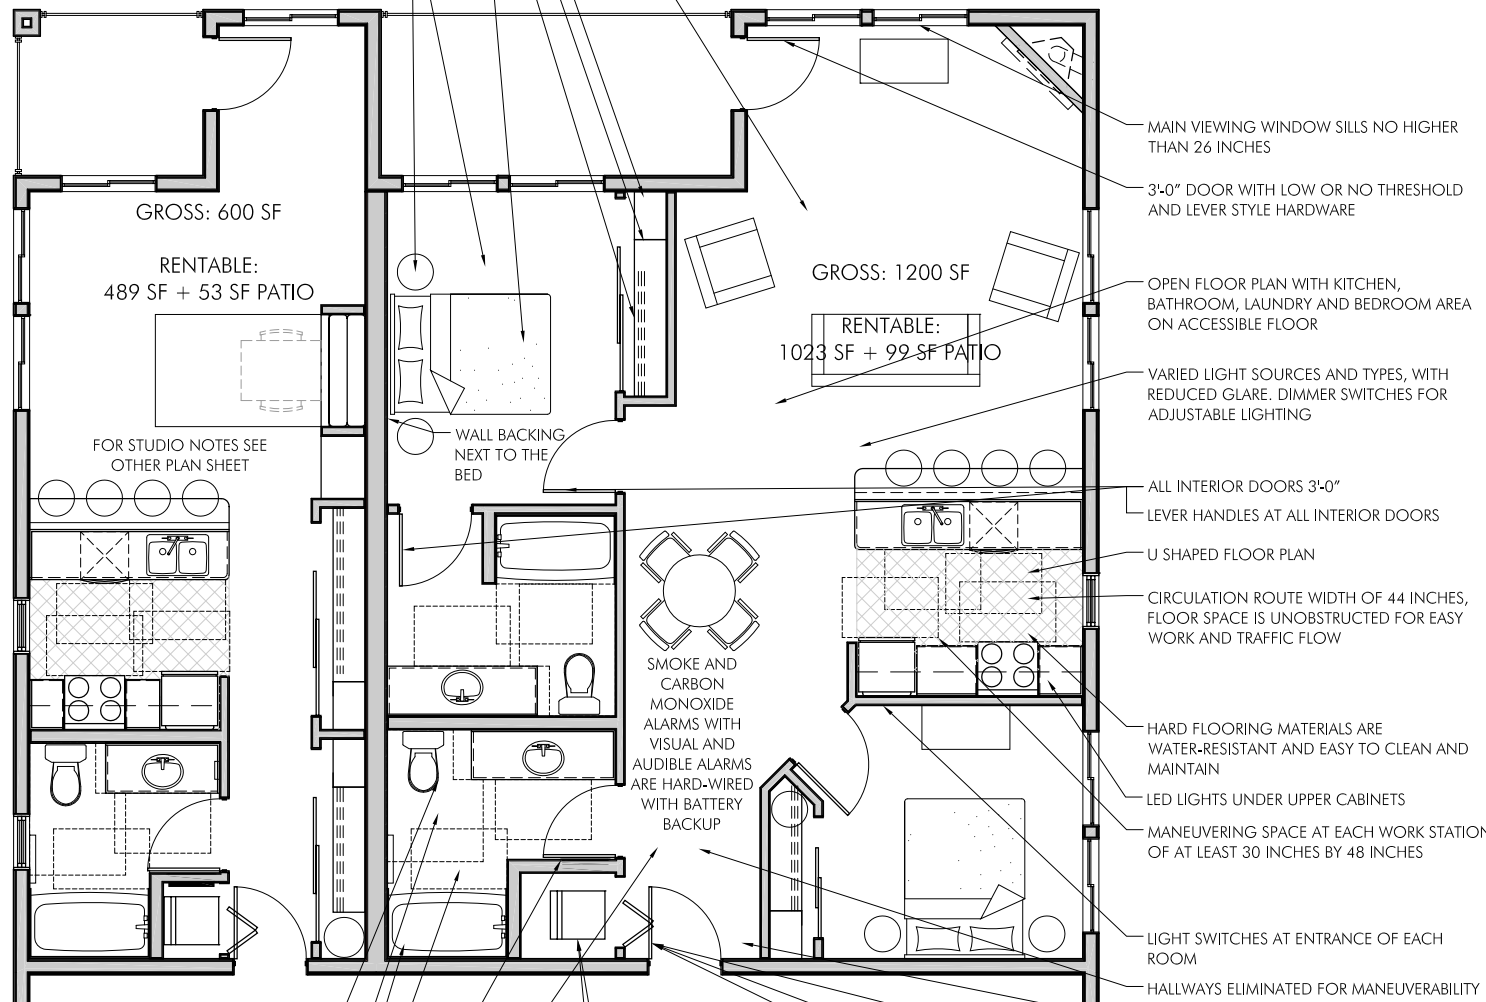 GROSS: 600 SF
RENTABLE:
489 SF + 53 SF PATIO
FOR STUDIO NOTES SEE
OTHER PLAN SHEET
WALL BACKING
NEXT TO THE
BED
GROSS: 1200 SF
RENTABLE:
1023 SF + 99 SF PATIO
SMOKE AND
CARBON
MONOXIDE
ALARMS WITH
VISUAL AND
AUDIBLE ALARMS
ARE HARD-WIRED
WITH BATTERY
BACKUP
MAIN VIEWING WINDOW SILLS NO HIGHER
THAN 26 INCHES
3'-0" DOOR WITH LOW OR NO THRESHOLD
AND LEVER STYLE HARDWARE
OPEN FLOOR PLAN WITH KITCHEN,
BATHROOM, LAUNDRY AND BEDROOM AREA
ON ACCESSIBLE FLOOR
VARIED LIGHT SOURCES AND TYPES, WITH
REDUCED GLARE. DIMMER SWITCHES FOR
ADJUSTABLE LIGHTING
ALL INTERIOR DOORS 3'-0"
LEVER HANDLES AT ALL INTERIOR DOORS
U SHAPED FLOOR PLAN
CIRCULATION ROUTE WIDTH OF 44 INCHES,
FLOOR SPACE IS UNOBSTRUCTED FOR EASY
WORK AND TRAFFIC FLOW
HARD FLOORING MATERIALS ARE
WATER-RESISTANT AND EASY TO CLEAN AND
MAINTAIN
LED LIGHTS UNDER UPPER CABINETS
MANEUVERING SPACE AT EACH WORK STATION
OF AT LEAST 30 INCHES BY 48 INCHES
LIGHT SWITCHES AT ENTRANCE OF EACH
ROOM
HALLWAYS ELIMINATED FOR MANEUVERABILITY